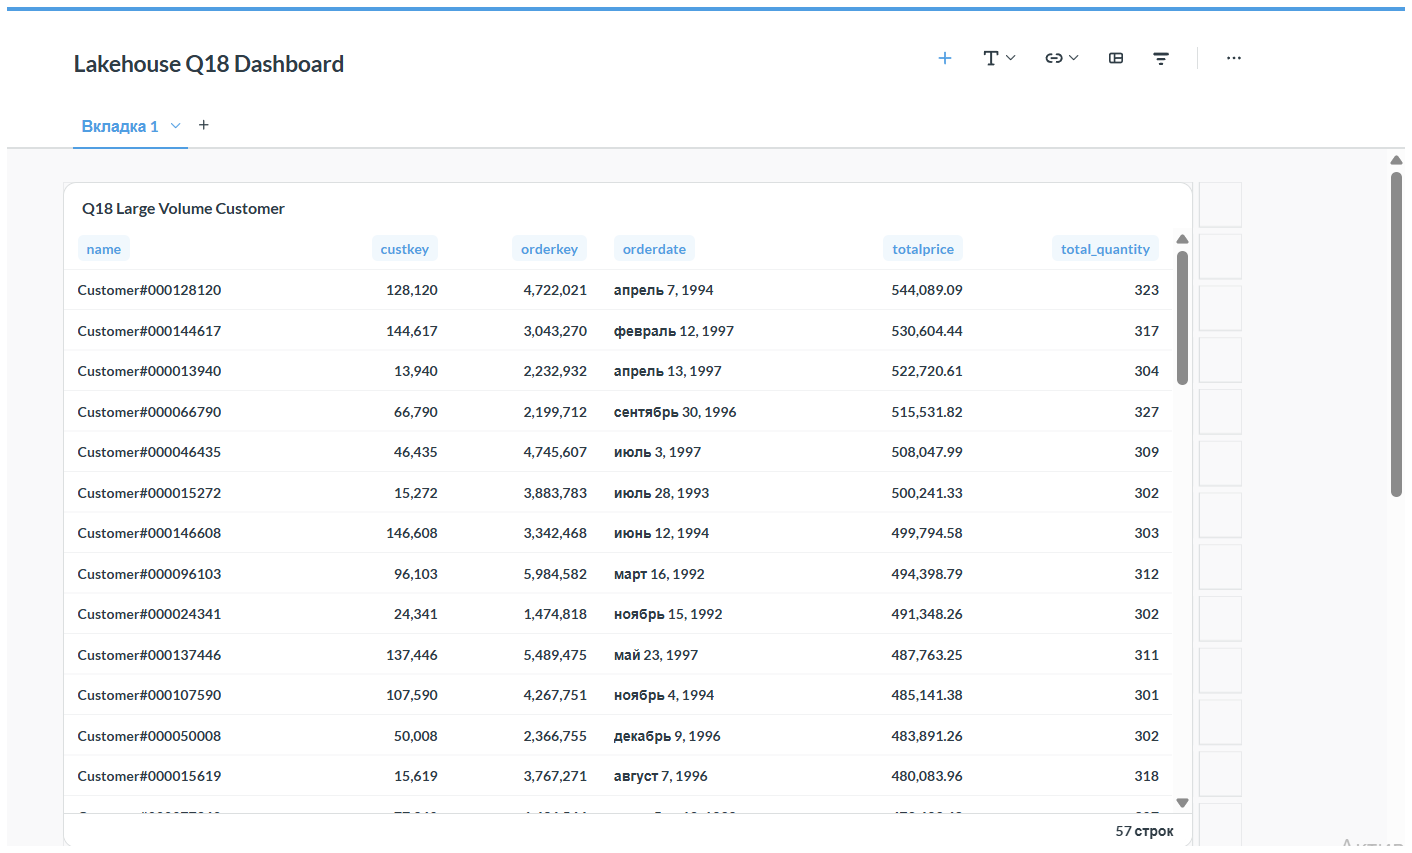 Lakehouse Q18 Dashboard
Вкладка 1
Q18 Large Volume Customer
name custkey orderkey orderdate totalprice total_quantity
Customer#000128120 128,120 4,722,021 апрель 7, 1994 544,089.09 323
Customer#000144617 144,617 3,043,270 февраль 12, 1997 530,604.44 317
Customer#000013940 13,940 2,232,932 апрель 13, 1997 522,720.61 304
Customer#000066790 66,790 2,199,712 сентябрь 30, 1996 515,531.82 327
Customer#000046435 46,435 4,745,607 июль 3, 1997 508,047.99 309
Customer#000015272 15,272 3,883,783 июль 28, 1993 500,241.33 302
Customer#000146608 146,608 3,342,468 июнь 12, 1994 499,794.58 303
Customer#000096103 96,103 5,984,582 март 16, 1992 494,398.79 312
Customer#000024341 24,341 1,474,818 ноябрь 15, 1992 491,348.26 302
Customer#000137446 137,446 5,489,475 май 23, 1997 487,763.25 311
Customer#000107590 107,590 4,267,751 ноябрь 4, 1994 485,141.38 301
Customer#000050008 50,008 2,366,755 декабрь 9, 1996 483,891.26 302
Customer#000015619 15,619 3,767,271 август 7, 1996 480,083.96 318
57 строк